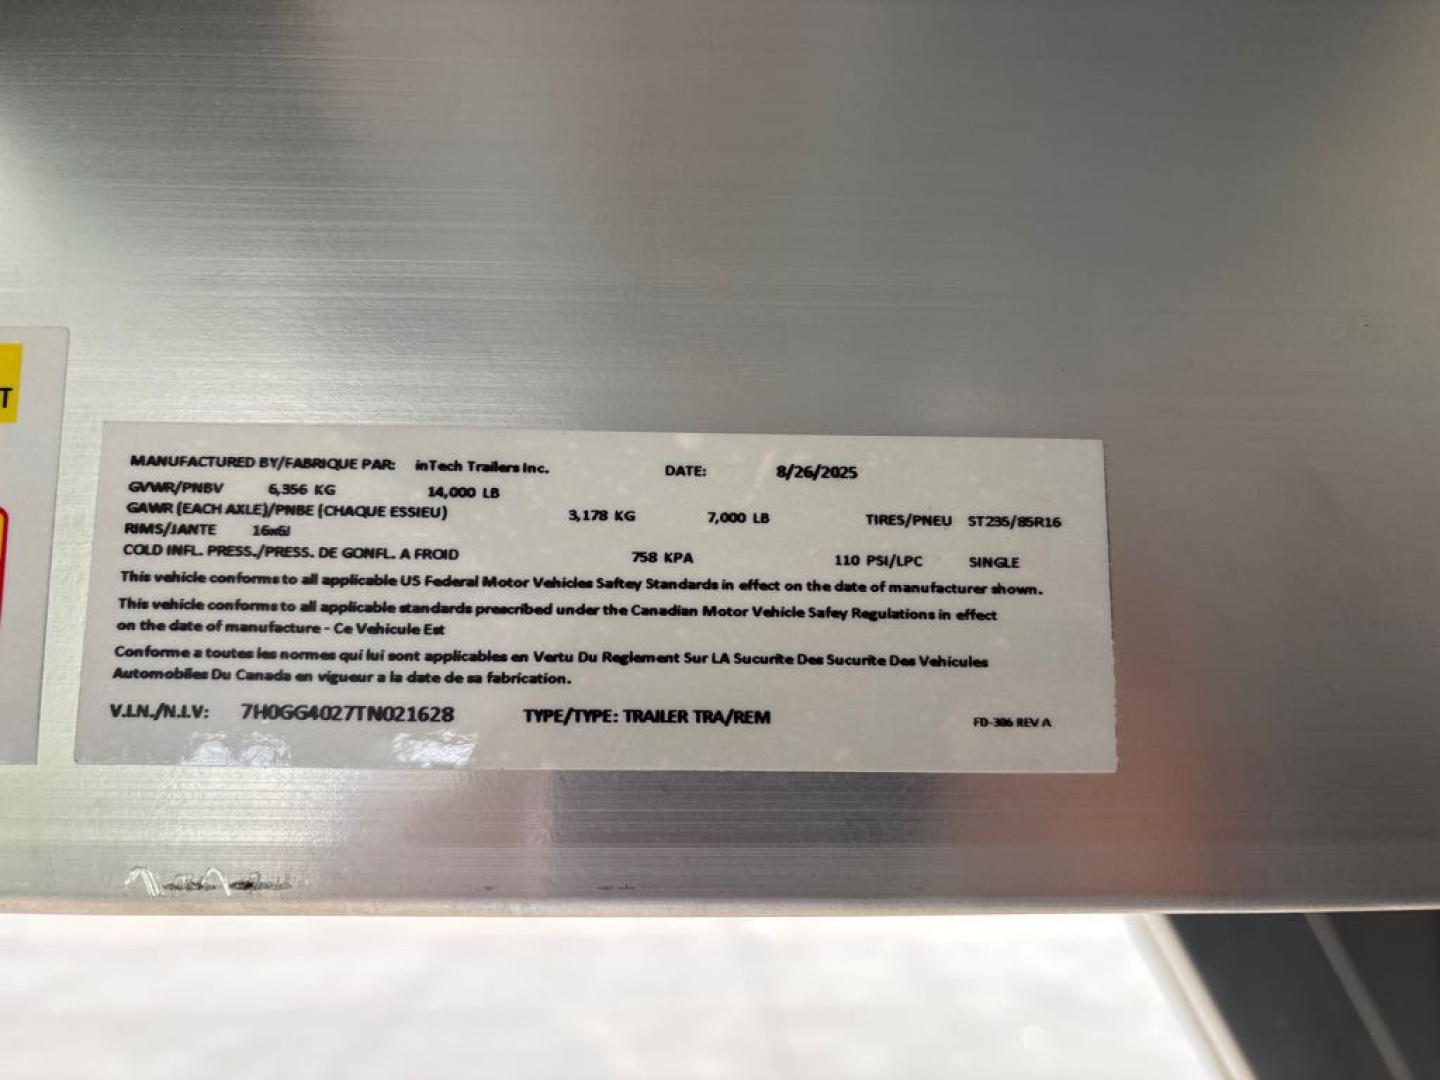 T
MANUFACTURED BY/FABRIQUE PAR: inTech Trailers Inc. DATE: 8/26/2025
GVWR/PNBV 6,356 KG 14,000 LB
GAWR (EACH AXLE)/PNBE (CHAQUE ESSIEU) 3,178 KG 7,000 LB TIRES/PNEU ST235/85R16
RIMS/JANTE 16x6J
COLD INFL. PRESS./PRESS. DE GONFL. A FROID 758 KPA 110 PSI/LPC SINGLE
This vehicle conforms to all applicable US Federal Motor Vehicles Saftey Standards in effect on the date of manufacturer shown.
This vehicle conforms to all applicable standards prescribed under the Canadian Motor Vehicle Safey Regulations in effect
on the date of manufacture - Ce Vehicule Est
Conforme a toutes les normes qui lui sont applicables en Vertu Du Reglement Sur LA Sucurite Des Sucurite Des Vehicules
Automobiles Du Canada en vigueur a la date de sa fabrication.
V.I.N./N.I.V: 7H0GG4027TN021628 TYPE/TYPE: TRAILER TRA/REM FD-386 REV A